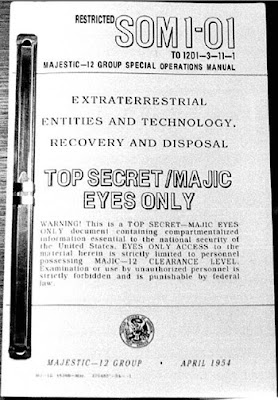 RESTRICTED
SOM1-01
TO 12D1-3-11-1
MAJESTIC-12 GROUP SPECIAL OPERATIONS MANUAL
EXTRATERRESTRIAL
ENTITIES AND TECHNOLOGY,
RECOVERY AND DISPOSAL
TOP SECRET/MAJIC
EYES ONLY
WARNING! This is a TOP SECRET-MAJIC EYES
ONLY document containing compartmentalized
information essential to the national security of
the United States. EYES ONLY ACCESS to the
material herein is strictly limited to personnel
possessing MAJIC-12 CLEARANCE LEVEL.
Examination or use by unauthorized personnel is
strictly forbidden and is punishable by federal
law.
MAJESTIC-12 GROUP • APRIL 1954